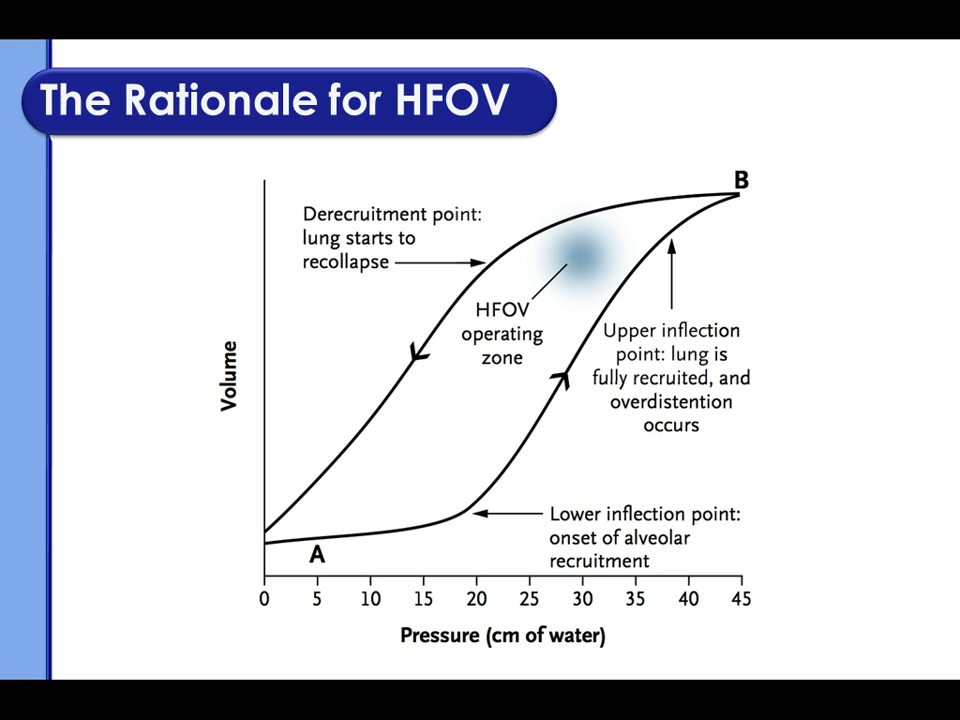 The Rationale for HFOV
B
Derecruitment point:
lung starts to
recollapse
HFOV
operating
zone
Upper inflection
point: lung is
fully recruited, and
overdistention
occurs
Volume
Lower inflection point:
onset of alveolar
recruitment
A
0 5 10 15 20 25 30 35 40 45
Pressure (cm of water)